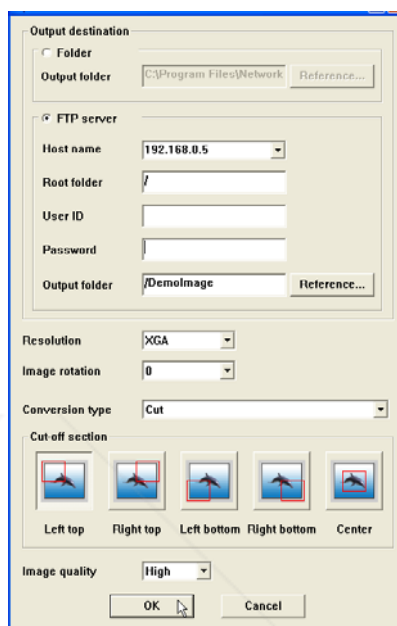 Output destination
Folder
Output folder C:\Program Files\Network Reference...
FTP server
Host name 192.168.0.5
Root folder /
User ID
Password
Output folder /DemoImage Reference...
Resolution XGA
Image rotation 0
Conversion type Cut
Cut-off section
Left top Right top Left bottom Right bottom Center
Image quality High
OK Cancel